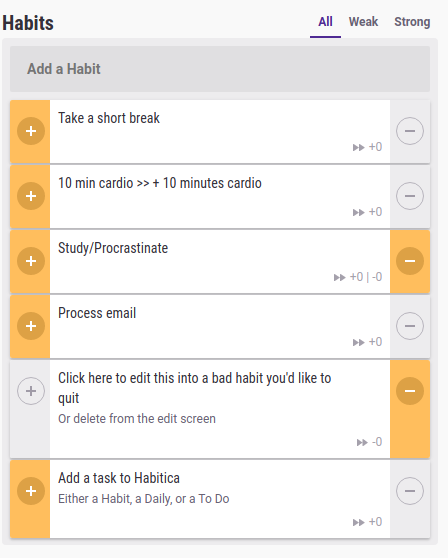 Habits
All Weak Strong
Add a Habit
Take a short break
+0
10 min cardio >> + 10 minutes cardio
+0
Study/Procrastinate
+0 | -0
Process email
+0
Click here to edit this into a bad habit you'd like to
quit
Or delete from the edit screen
-0
Add a task to Habitica
Either a Habit, a Daily, or a To Do
+0